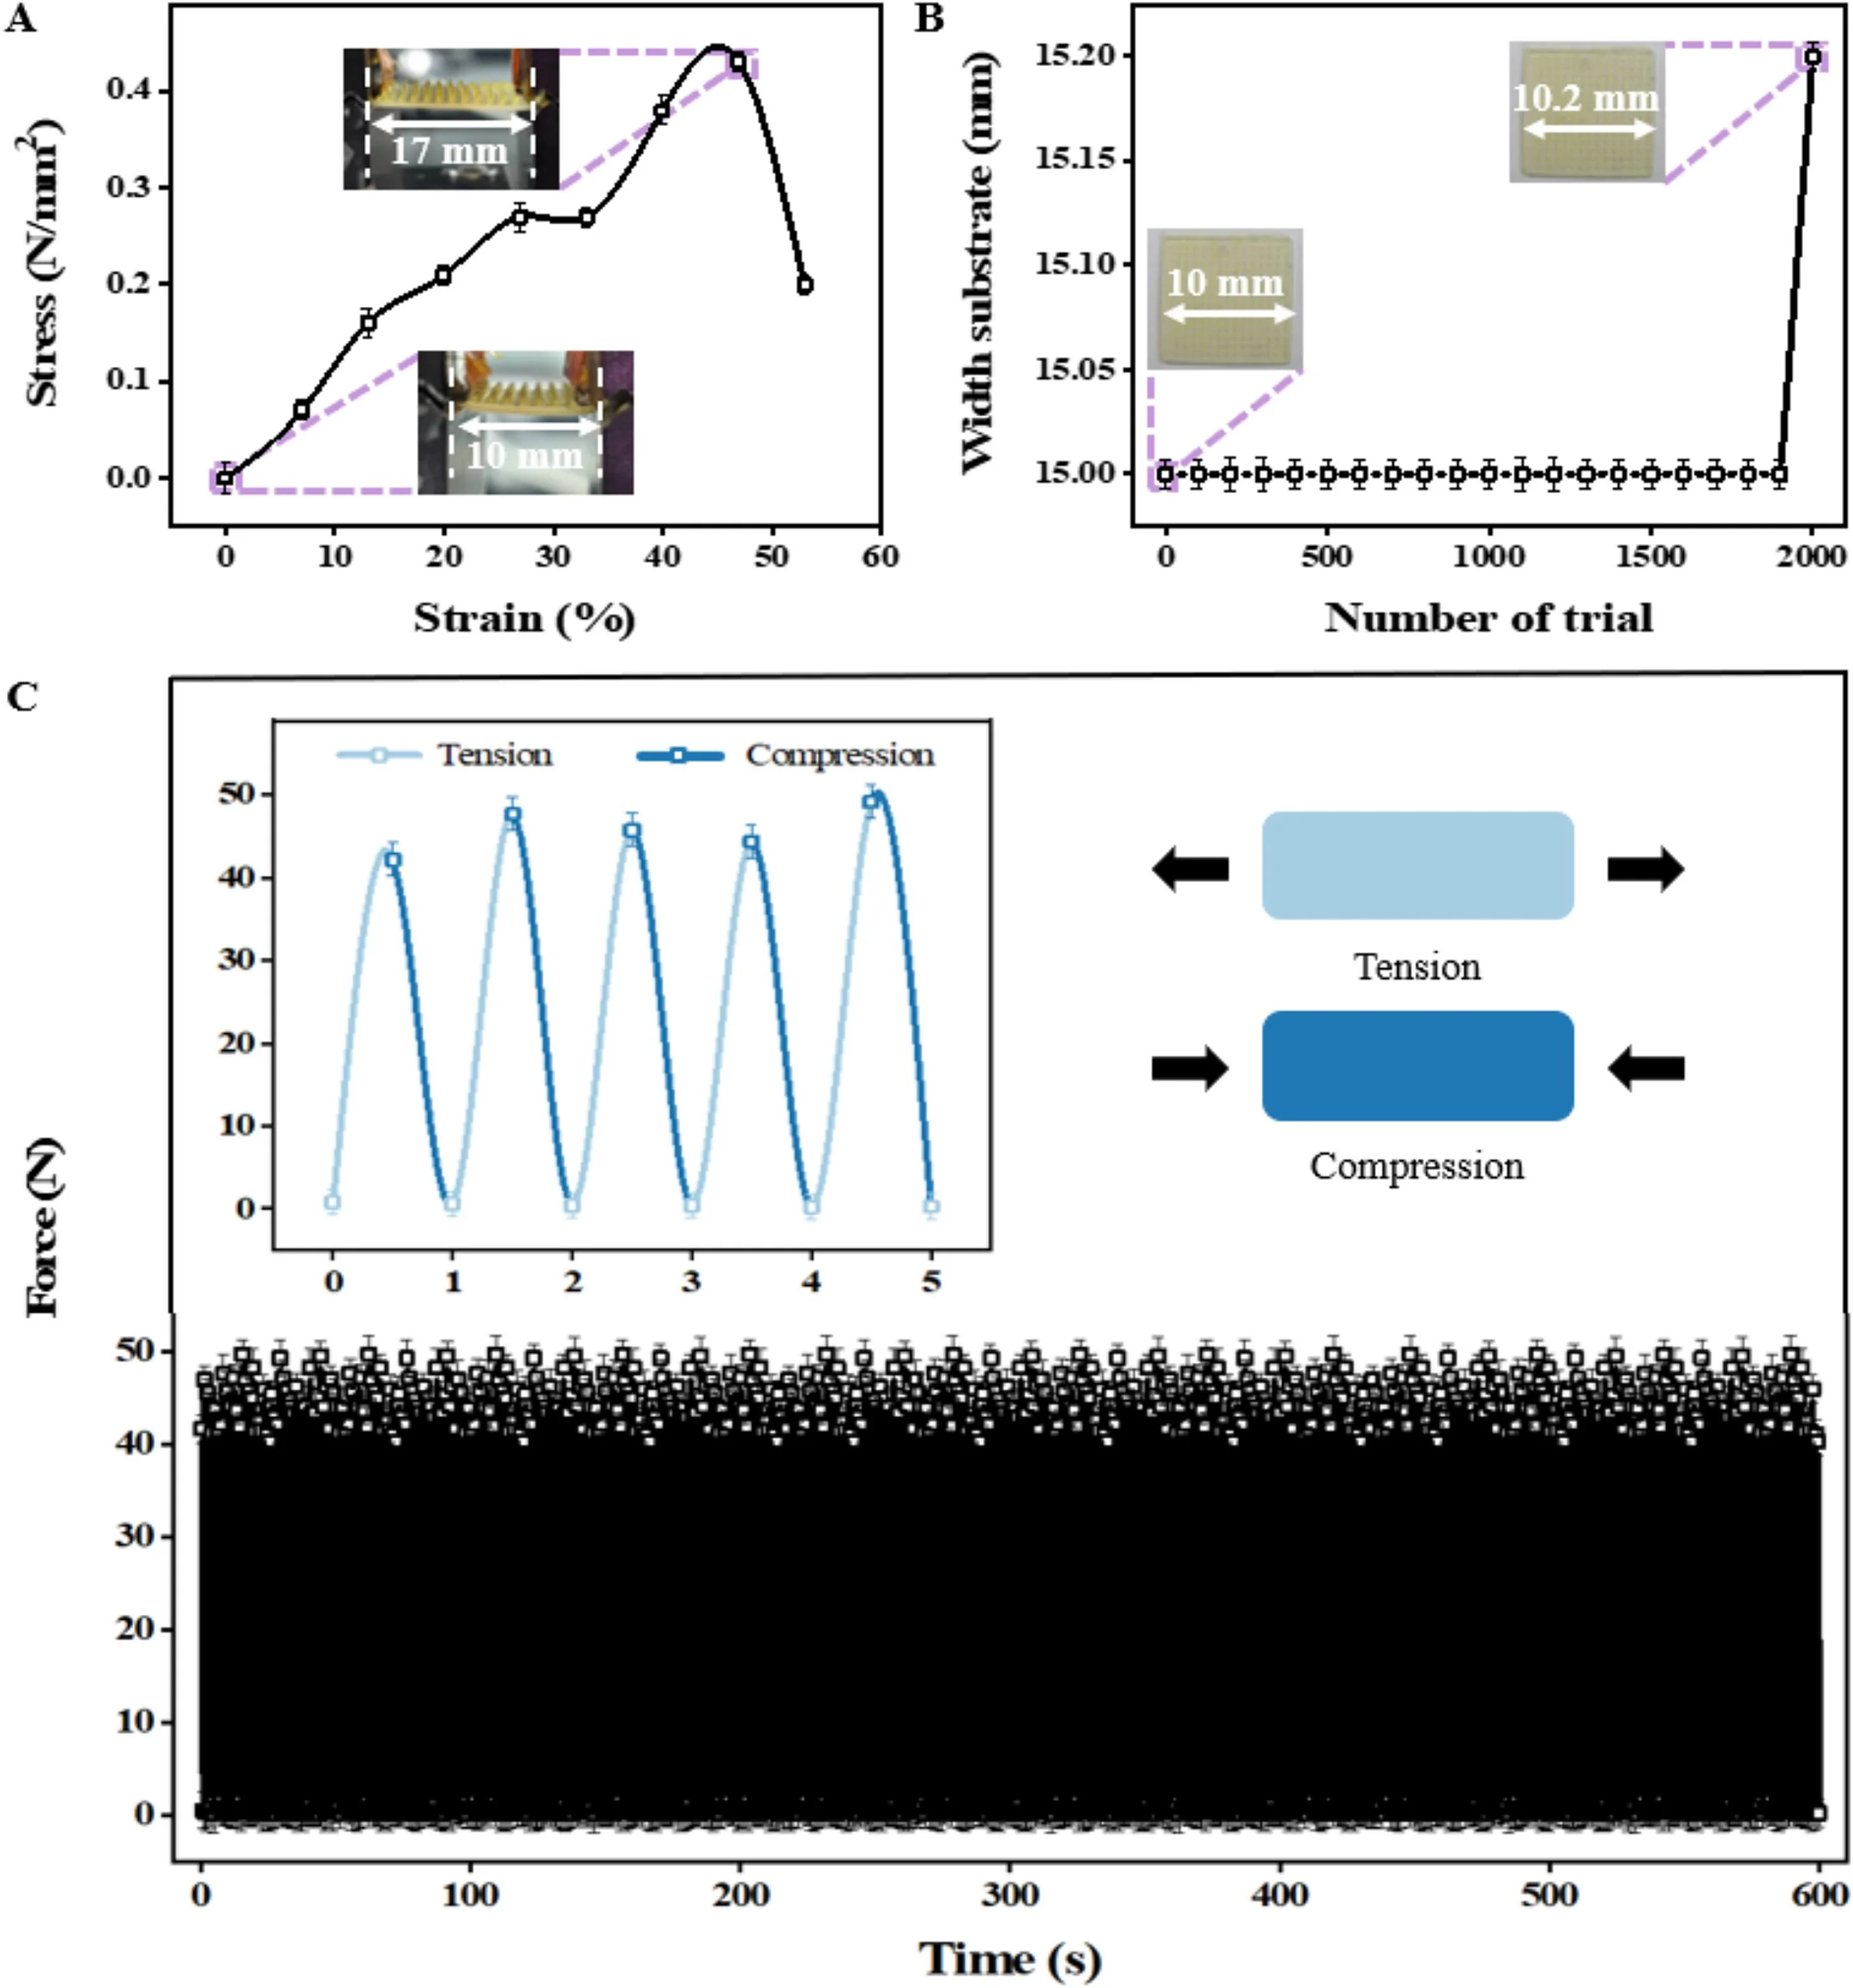 A
Stress (N/mm²)
0.4
0.3
0.2
0.1
0.0
17 mm
10 mm
0 10 20 30 40 50 60
Strain (%)
B
Width substrate (mm)
15.20
15.15
15.10
15.05
15.00
10.2 mm
10 mm
0 500 1000 1500 2000
Number of trial
C
Force (N)
Tension Compression
50
40
30
20
10
0
0 1 2 3 4 5
Tension
Compression
50
40
30
20
10
0
0 100 200 300 400 500 600
Time (s)